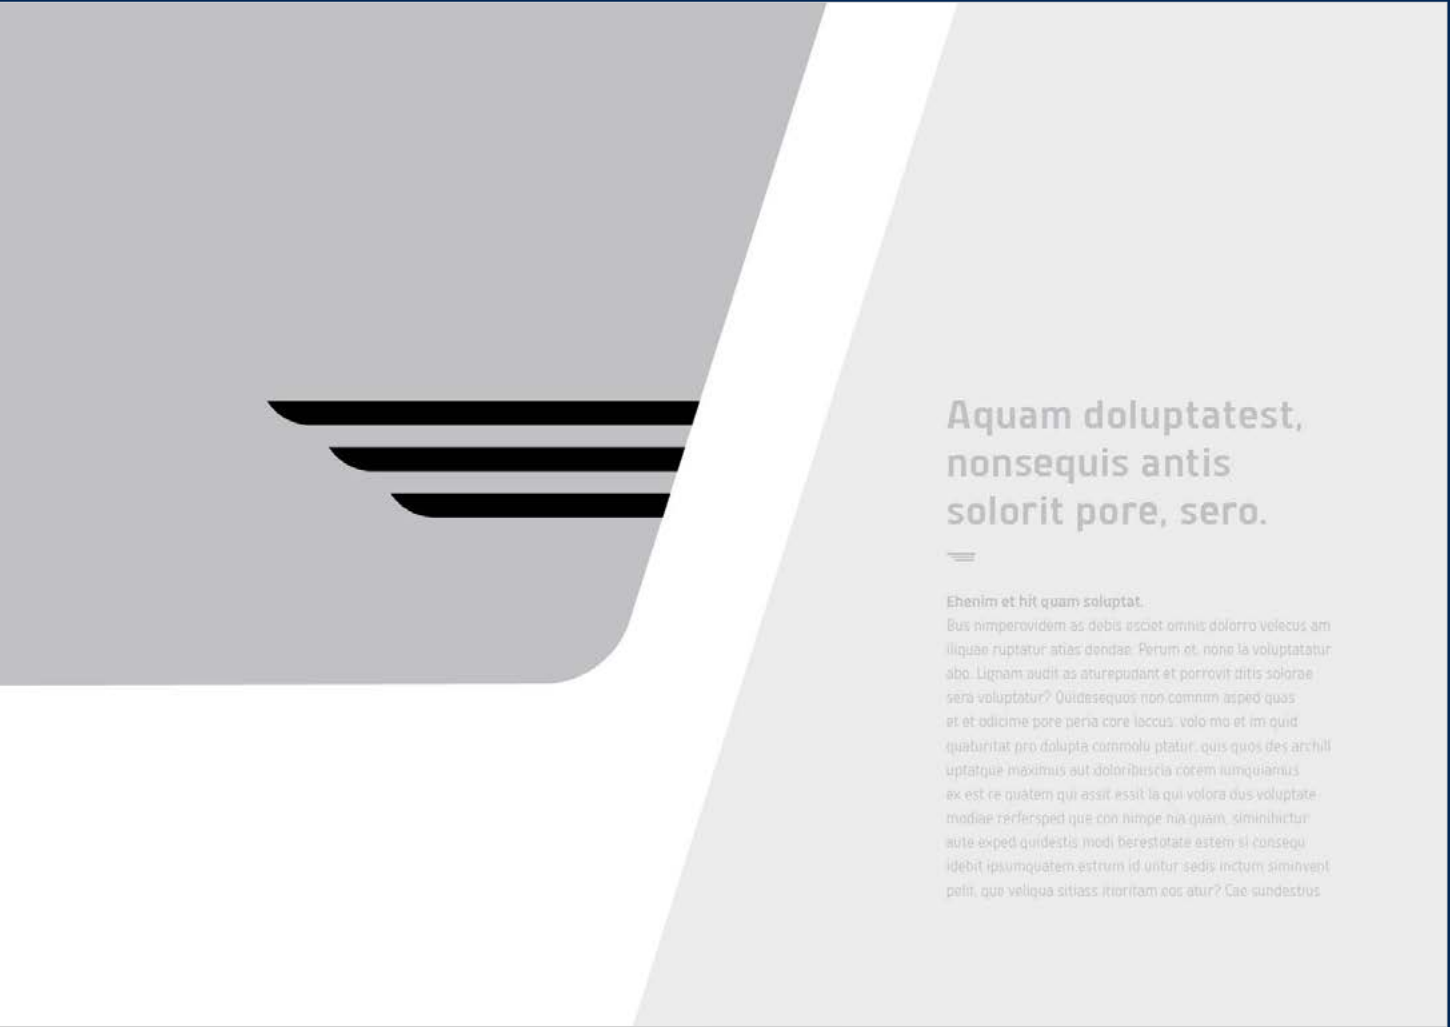 Aquam doluptatest,
nonsequis antis
solorit pore, sero.
Ehenim et hit quam soluptat.
Bus nimperovidem as debis esciet omnis dolorro velecus am
iliquae ruptatur atias dendae. Perum et, none la voluptatatur
abo. Lignam audit as aturepudant et porrovit ditis solorae
sera voluptatur? Quidesequos non comnim asped quas
et et odicime pore peria core laccus, volo mo et im quid
quaturitat pro dolupta commolu ptatur, quis quos des archill
uptatque maximus aut doloribuscia corem iumquiamus
ex est re quatem qui assit essit la qui volora dus voluptate
modiae rerfersped que con nimpe nia quam, siminihictur
aute exped quidestis modi berestotate estem si consequ
idebit ipsumquatem estrum id untur sedis inctum siminvent
pelit, que veliqua sitiass itioritam eos atur? Cae sundestius